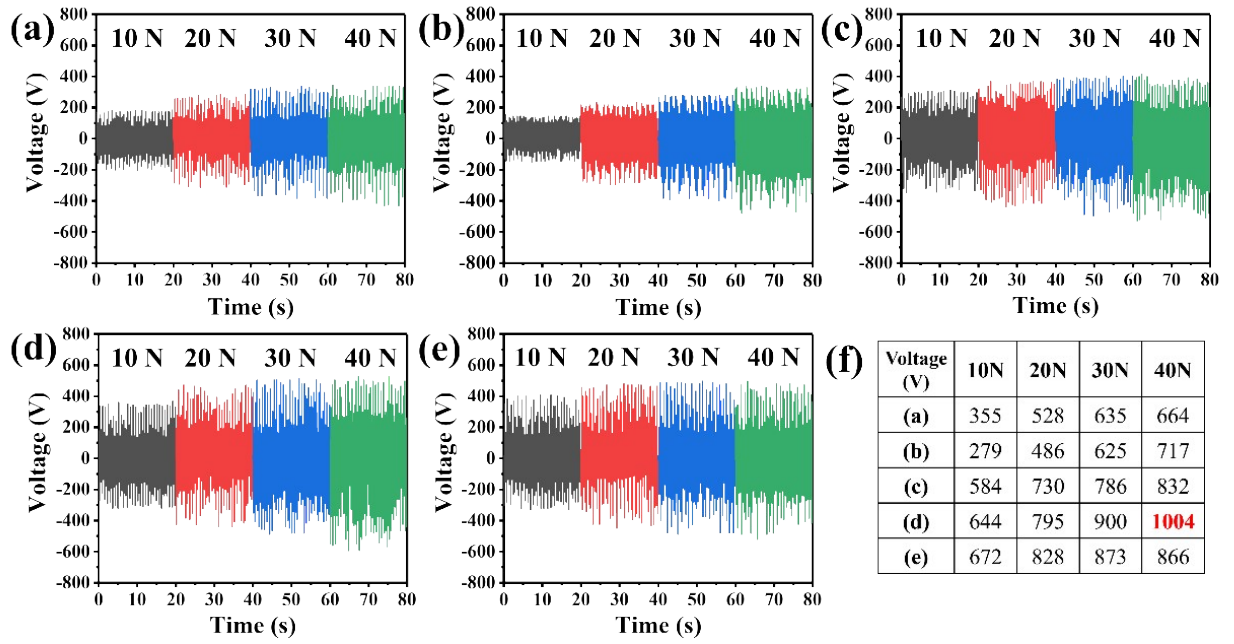 (a)
800
600
400
200
0
-200
-400
-600
-800
Voltage (V)
10 N 20 N 30 N 40 N
0 10 20 30 40 50 60 70 80
Time (s)
(b)
800
600
400
200
0
-200
-400
-600
-800
Voltage (V)
10 N 20 N 30 N 40 N
0 10 20 30 40 50 60 70 80
Time (s)
(c)
800
600
400
200
0
-200
-400
-600
-800
Voltage (V)
10 N 20 N 30 N 40 N
0 10 20 30 40 50 60 70 80
Time (s)
(d)
800
600
400
200
0
-200
-400
-600
-800
Voltage (V)
10 N 20 N 30 N 40 N
0 10 20 30 40 50 60 70 80
Time (s)
(e)
800
600
400
200
0
-200
-400
-600
-800
Voltage (V)
10 N 20 N 30 N 40 N
0 10 20 30 40 50 60 70 80
Time (s)
(f)
Voltage
(V)
10N 20N 30N 40N
(a) 355 528 635 664
(b) 279 486 625 717
(c) 584 730 786 832
(d) 644 795 900 1004
(e) 672 828 873 866